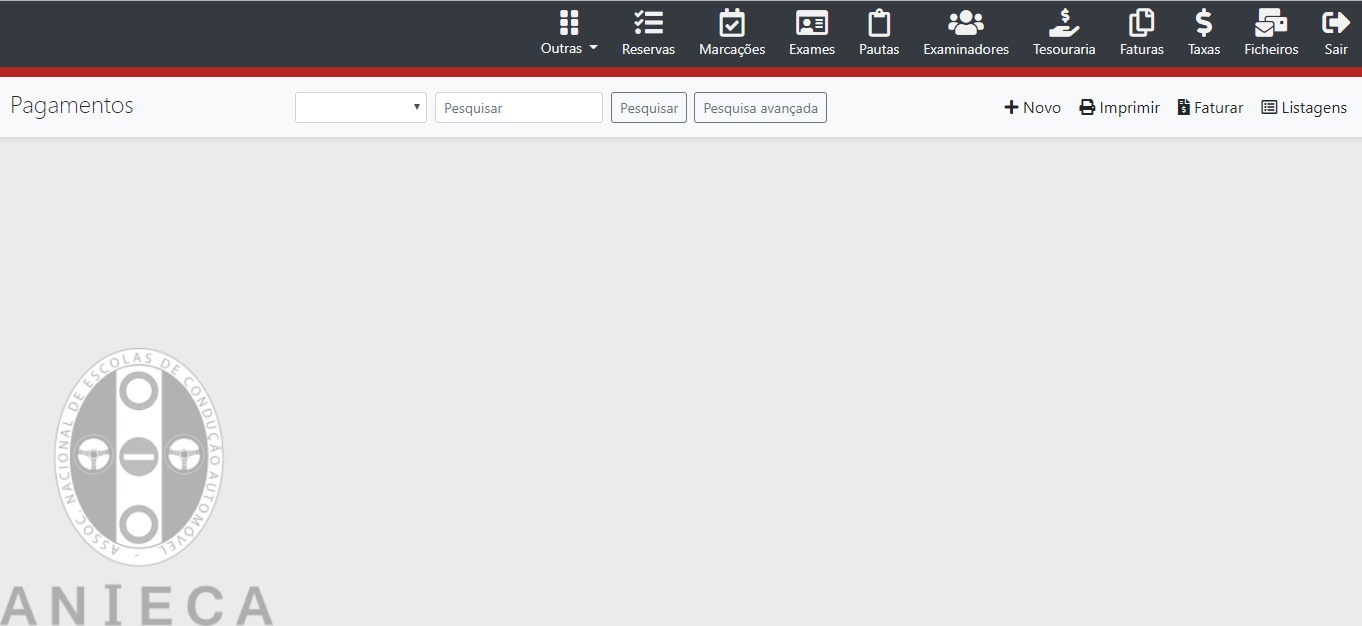 Outras Reservas Marcações Exames Pautas Examinadores Tesouraria Faturas Taxas Ficheiros Sair
Pagamentos Pesquisar Pesquisar Pesquisa avançada Novo Imprimir Faturar Listagens
ASSOC. NACIONAL DE ESCOLAS DE CONDUÇÃO AUTOMÓVEL -
ANIECA